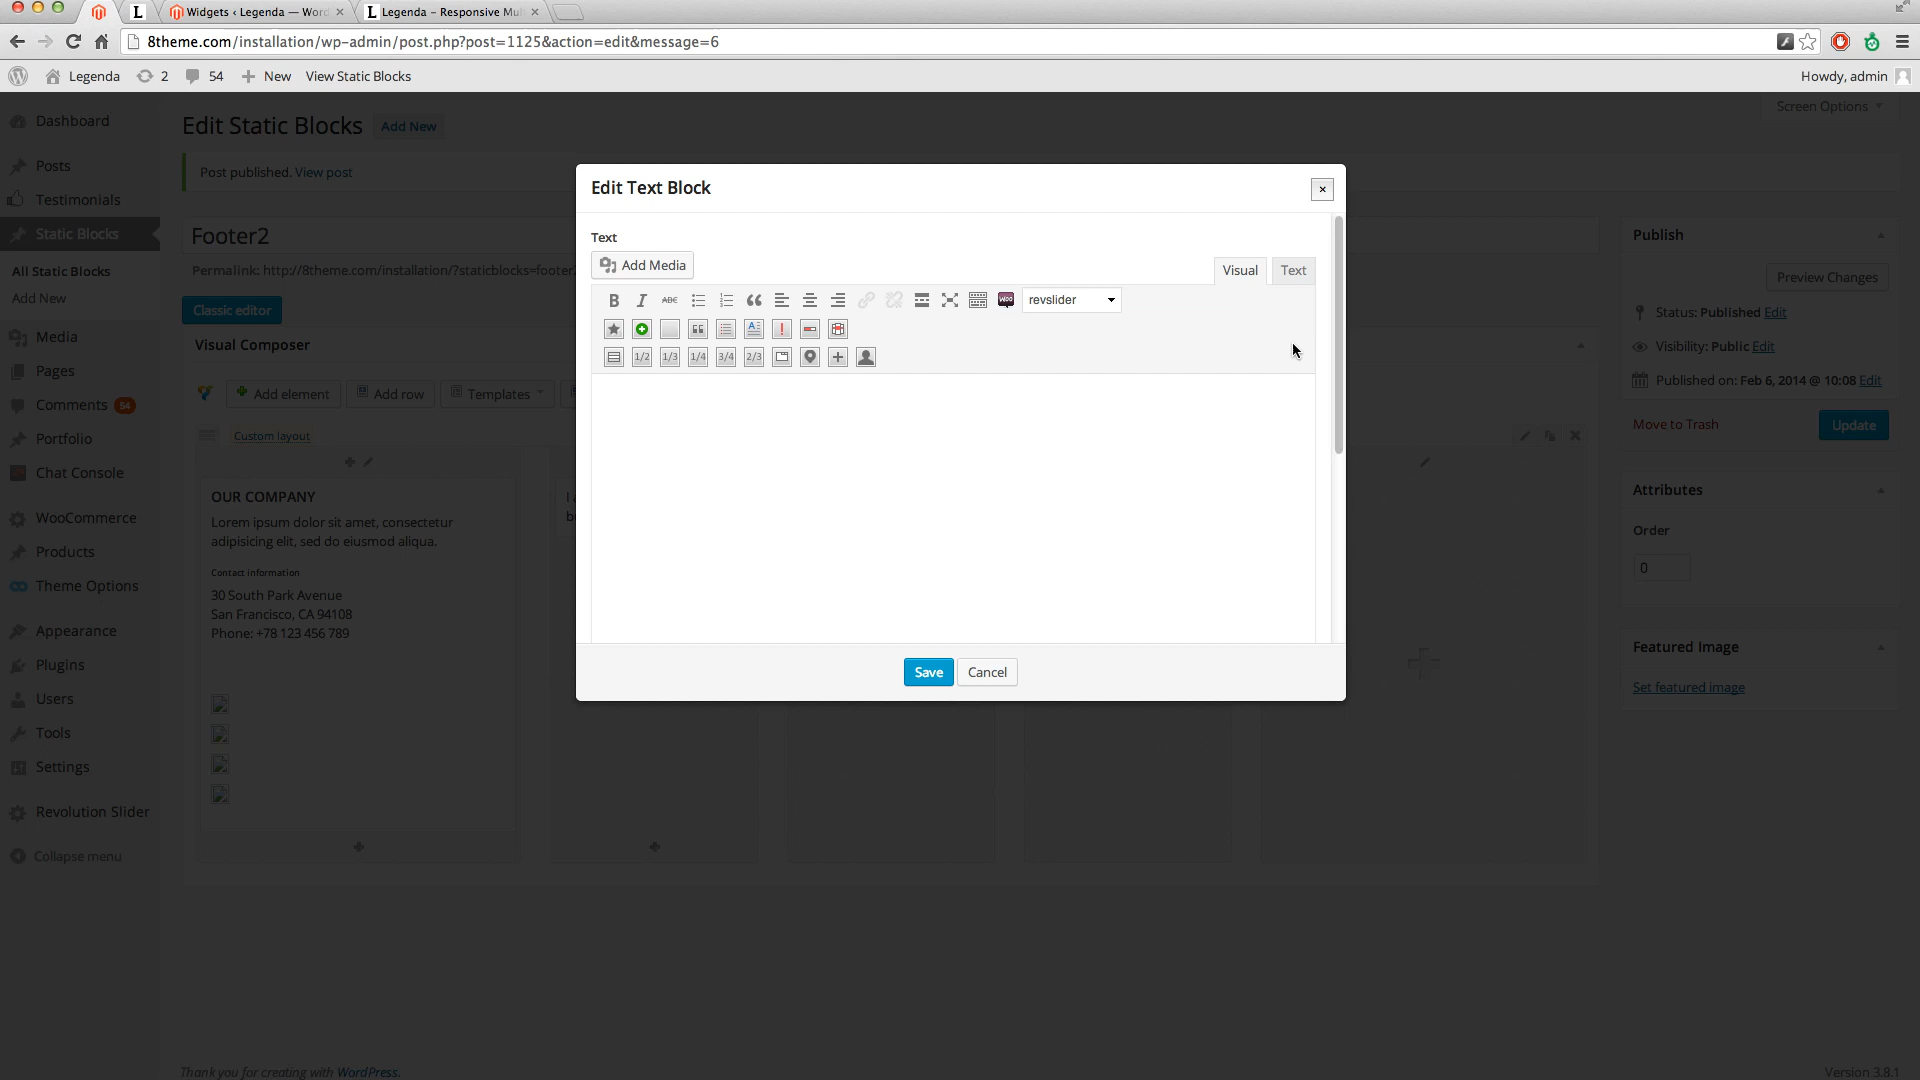 Widgets ‹ Legenda — Wor
Legenda – Responsive Mul
8theme.com/installation/wp-admin/post.php?post=1125&action=edit&message=6
Legenda 2 54 New View Static Blocks
Howdy, admin
Screen Options
Dashboard
Posts
Testimonials
Static Blocks
All Static Blocks
Add New
Media
Pages
Comments 54
Portfolio
Chat Console
WooCommerce
Products
Theme Options
Appearance
Plugins
Users
Tools
Settings
Revolution Slider
Collapse menu
Edit Static Blocks Add New
Post published. View post
Footer2
Permalink: http://8theme.com/installation/?staticblocks=footer
Classic editor
Visual Composer
Add element Add row Templates
Custom layout
OUR COMPANY
Lorem ipsum dolor sit amet, consectetur
adipisicing elit, sed do eiusmod aliqua.
Contact information
30 South Park Avenue
San Francisco, CA 94108
Phone: +78 123 456 789
Edit Text Block
×
Text
Add Media
Visual Text
B I ABC revslider
1/2 1/3 1/4 3/4 2/3
Save Cancel
Publish
Preview Changes
Status: Published Edit
Visibility: Public Edit
Published on: Feb 6, 2014 @ 10:08 Edit
Move to Trash Update
Attributes
Order
0
Featured Image
Set featured image
Thank you for creating with WordPress.
Version 3.8.1